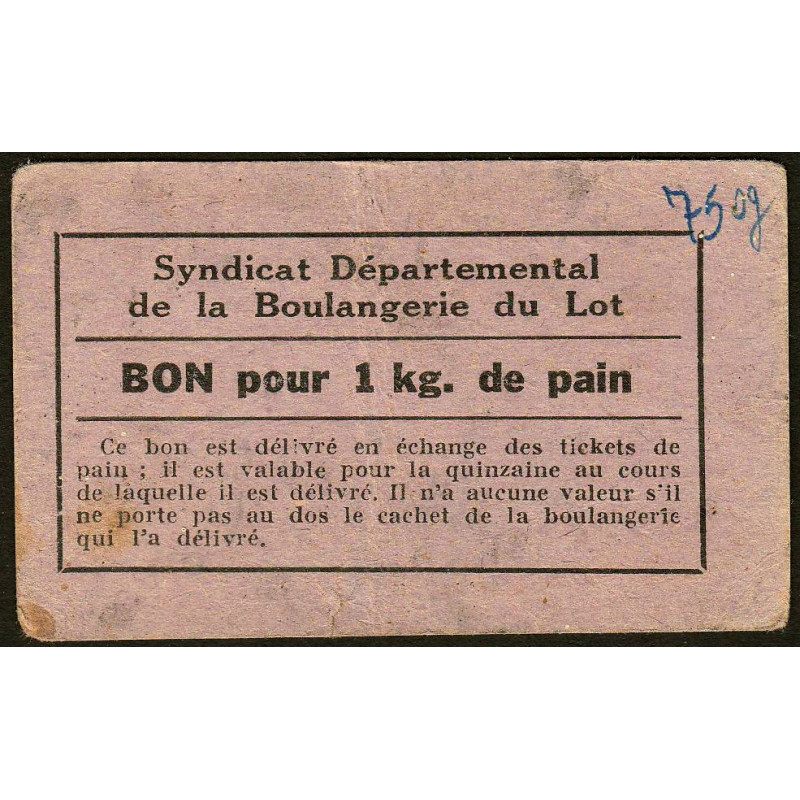 750g
Syndicat Départemental
de la Boulangerie du Lot
BON pour 1 kg. de pain
Ce bon est délivré en échange des tickets de
pain ; il est valable pour la quinzaine au cours
de laquelle il est délivré. Il n'a aucune valeur s'il
ne porte pas au dos le cachet de la boulangerie
qui l'a délivré.